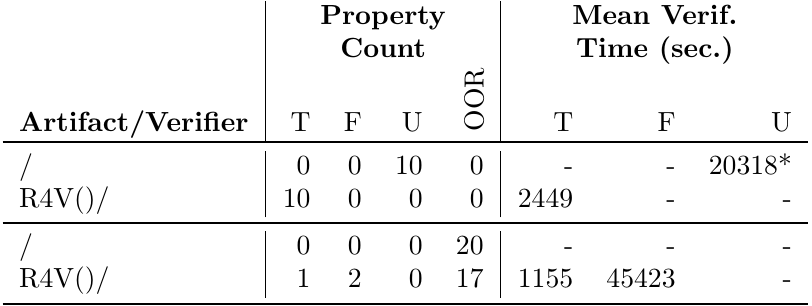 Property Mean Verif.
Count Time (sec.)
Artifact/Verifier T F U OOR T F U
/ 0 0 10 0 - - 20318*
R4V()/ 10 0 0 0 2449 - -
/ 0 0 0 20 - - -
R4V()/ 1 2 0 17 1155 45423 -